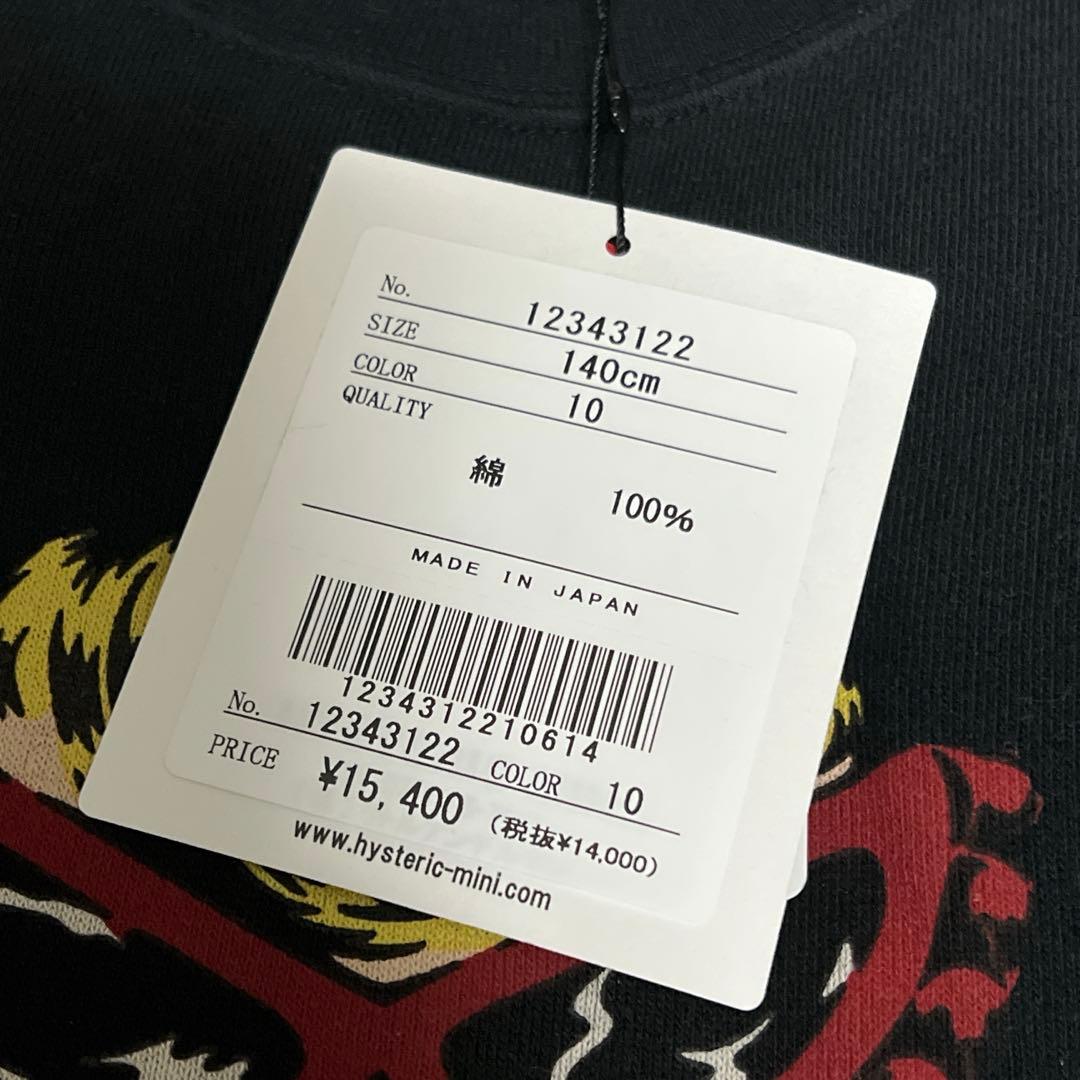 No. 12343122
SIZE 140cm
COLOR 10
QUALITY
綿 100%
MADE IN JAPAN
1234312210614
No. 12343122 COLOR 10
PRICE ¥15,400 (税抜¥14,000)
www.hysteric-mini.com